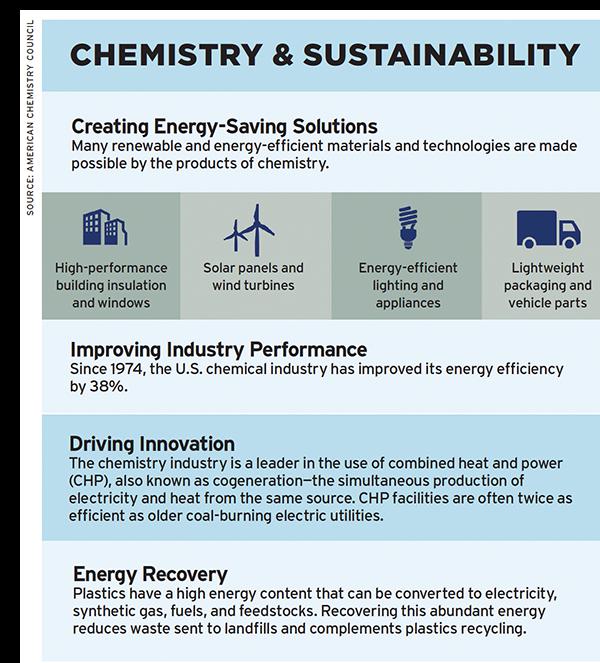 SOURCE: AMERICAN CHEMISTRY COUNCIL
CHEMISTRY & SUSTAINABILITY
Creating Energy-Saving Solutions
Many renewable and energy-efficient materials and technologies are made
possible by the products of chemistry.
High-performance
building insulation
and windows
Solar panels and
wind turbines
Energy-efficient
lighting and
appliances
Lightweight
packaging and
vehicle parts
Improving Industry Performance
Since 1974, the U.S. chemical industry has improved its energy efficiency
by 38%.
Driving Innovation
The chemistry industry is a leader in the use of combined heat and power
(CHP), also known as cogeneration—the simultaneous production of
electricity and heat from the same source. CHP facilities are often twice as
efficient as older coal-burning electric utilities.
Energy Recovery
Plastics have a high energy content that can be converted to electricity,
synthetic gas, fuels, and feedstocks. Recovering this abundant energy
reduces waste sent to landfills and complements plastics recycling.